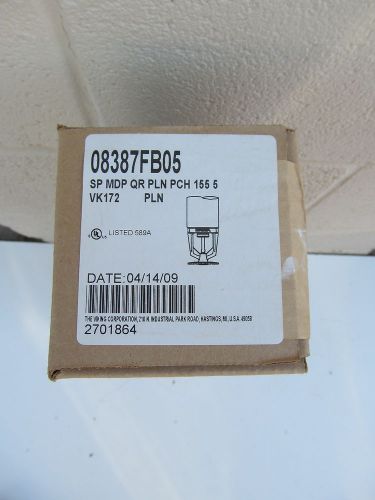 08387FB05
SP MDP QR PLN PCH 155 5
VK172 PLN
UL LISTED 589A
DATE:04/14/09
THE VIKING CORPORATION, 210 N. INDUSTRIAL PARK ROAD, HASTINGS, MI, U.S.A. 49058
2701864